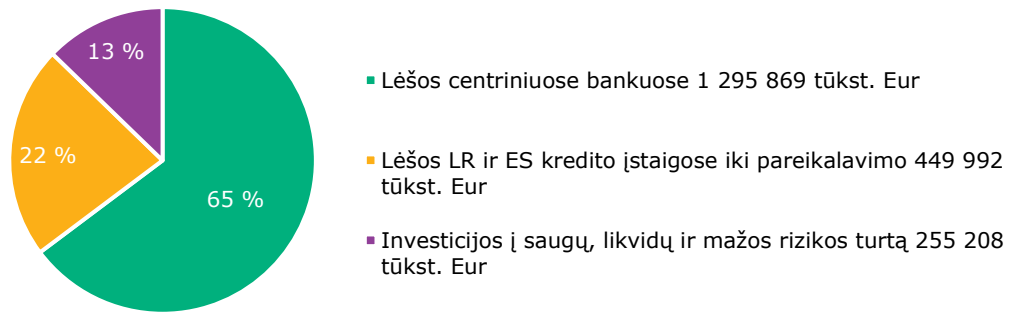 13 %
22 %
65 %
Lėšos centriniuose bankuose 1 295 869 tūkst. Eur
Lėšos LR ir ES kredito įstaigose iki pareikalavimo 449 992
tūkst. Eur
Investicijos į saugų, likvidų ir mažos rizikos turtą 255 208
tūkst. Eur